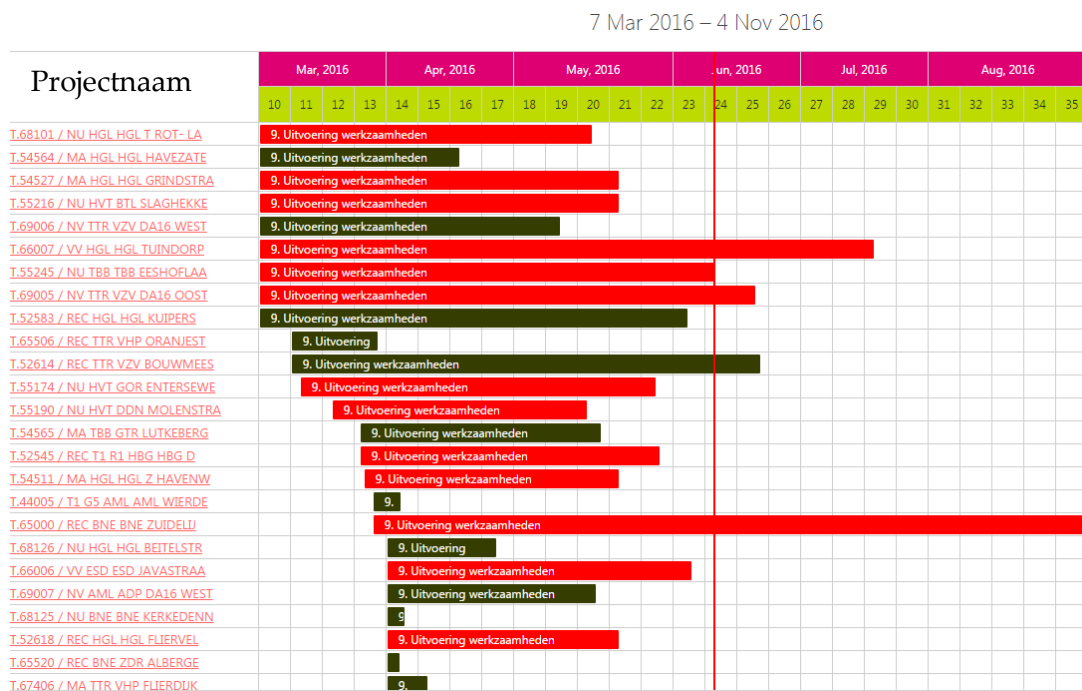 7 Mar 2016 – 4 Nov 2016
Projectnaam
Mar, 2016 Apr, 2016 May, 2016 Jun, 2016 Jul, 2016 Aug, 2016
10 11 12 13 14 15 16 17 18 19 20 21 22 23 24 25 26 27 28 29 30 31 32 33 34 35
T.68101 / NU HGL HGL T ROT- LA 9. Uitvoering werkzaamheden
T.54564 / MA HGL HGL HAVEZATE 9. Uitvoering werkzaamheden
T.54527 / MA HGL HGL GRINDSTRA 9. Uitvoering werkzaamheden
T.55216 / NU HVT BTL SLAGHEKKE 9. Uitvoering werkzaamheden
T.69006 / NV TTR VZV DA16 WEST 9. Uitvoering werkzaamheden
T.66007 / VV HGL HGL TUINDORP 9. Uitvoering werkzaamheden
T.55245 / NU TBB TBB EESHOFLAA 9. Uitvoering werkzaamheden
T.69005 / NV TTR VZV DA16 OOST 9. Uitvoering werkzaamheden
T.52583 / REC HGL HGL KUIPERS 9. Uitvoering werkzaamheden
T.65506 / REC TTR VHP ORANJEST 9. Uitvoering
T.52614 / REC TTR VZV BOUWMEES 9. Uitvoering werkzaamheden
T.55174 / NU HVT GOR ENTERSEWE 9. Uitvoering werkzaamheden
T.55190 / NU HVT DDN MOLENSTRA 9. Uitvoering werkzaamheden
T.54565 / MA TBB GTR LUTKEBERG 9. Uitvoering werkzaamheden
T.52545 / REC T1 R1 HBG HBG D 9. Uitvoering werkzaamheden
T.54511 / MA HGL HGL Z HAVENW 9. Uitvoering werkzaamheden
T.44005 / T1 G5 AML AML WIERDE 9.
T.65000 / REC BNE BNE ZUIDELIJ 9. Uitvoering werkzaamheden
T.68126 / NU HGL HGL BEITELSTR 9. Uitvoering
T.66006 / VV ESD ESD JAVASTRAA 9. Uitvoering werkzaamheden
T.69007 / NV AML ADP DA16 WEST 9. Uitvoering werkzaamheden
T.68125 / NU BNE BNE KERKEDENN 9
T.52618 / REC HGL HGL FLIERVEL 9. Uitvoering werkzaamheden
T.65520 / REC BNE ZDR ALBERGE
T.67406 / MA TTR VHP FLIERDIJK 9.